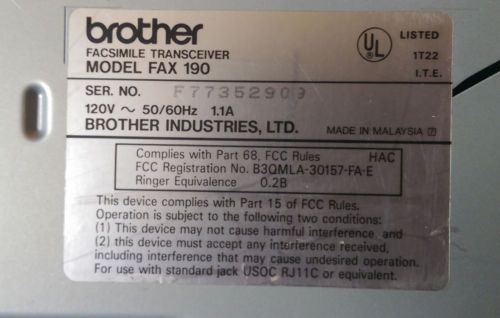 brother
FACSIMILE TRANSCEIVER
MODEL FAX 190
UL
LISTED
1T22
I.T.E.
SER. NO. F77352909
120V ～ 50/60Hz 1.1A
BROTHER INDUSTRIES, LTD.
MADE IN MALAYSIA
Complies with Part 68, FCC Rules HAC
FCC Registration No. B3QMLA-30157-FA-E
Ringer Equivalence 0.2B
This device complies with Part 15 of FCC Rules.
Operation is subject to the following two conditions:
(1) This device may not cause harmful interference, and
(2) this device must accept any interference received,
including interference that may cause undesired operation.
For use with standard jack USOC RJ11C or equivalent.